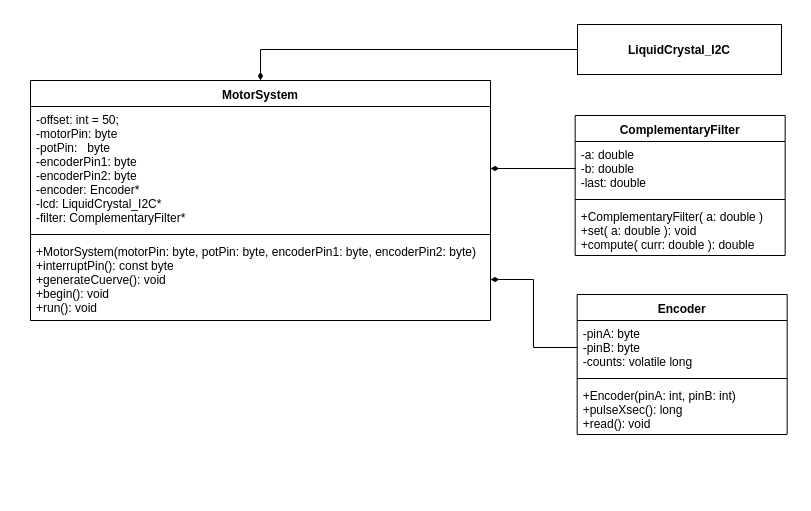 LiquidCrystal_I2C
MotorSystem
-offset: int = 50;
-motorPin: byte
-potPin:   byte
-encoderPin1: byte
-encoderPin2: byte
-encoder: Encoder*
-lcd: LiquidCrystal_I2C*
-filter: ComplementaryFilter*
+MotorSystem(motorPin: byte, potPin: byte, encoderPin1: byte, encoderPin2: byte)
+interruptPin(): const byte
+generateCuerve(): void
+begin(): void
+run(): void
ComplementaryFilter
-a: double
-b: double
-last: double
+ComplementaryFilter( a: double )
+set( a: double ): void
+compute( curr: double ): double
Encoder
-pinA: byte
-pinB: byte
-counts: volatile long
+Encoder(pinA: int, pinB: int)
+pulseXsec(): long
+read(): void